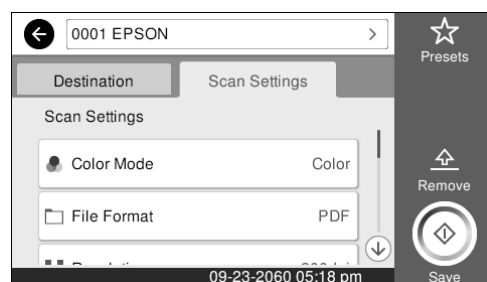 0001 EPSON
Presets
Destination
Scan Settings
Scan Settings
Color Mode Color
File Format PDF
Remove
09-23-2060 05:18 pm
Save